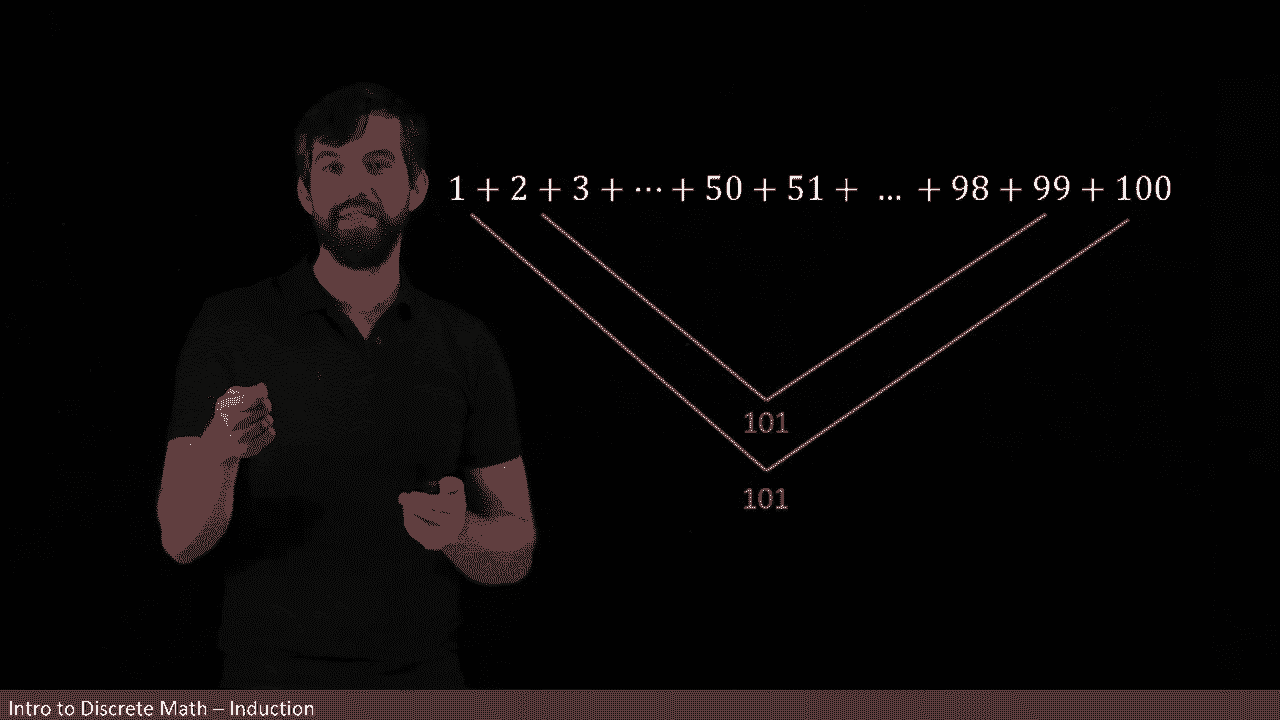 1 + 2 + 3 + ⋯ + 50 + 51 + … + 98 + 99 + 100
101
101
Intro to Discrete Math – Induction